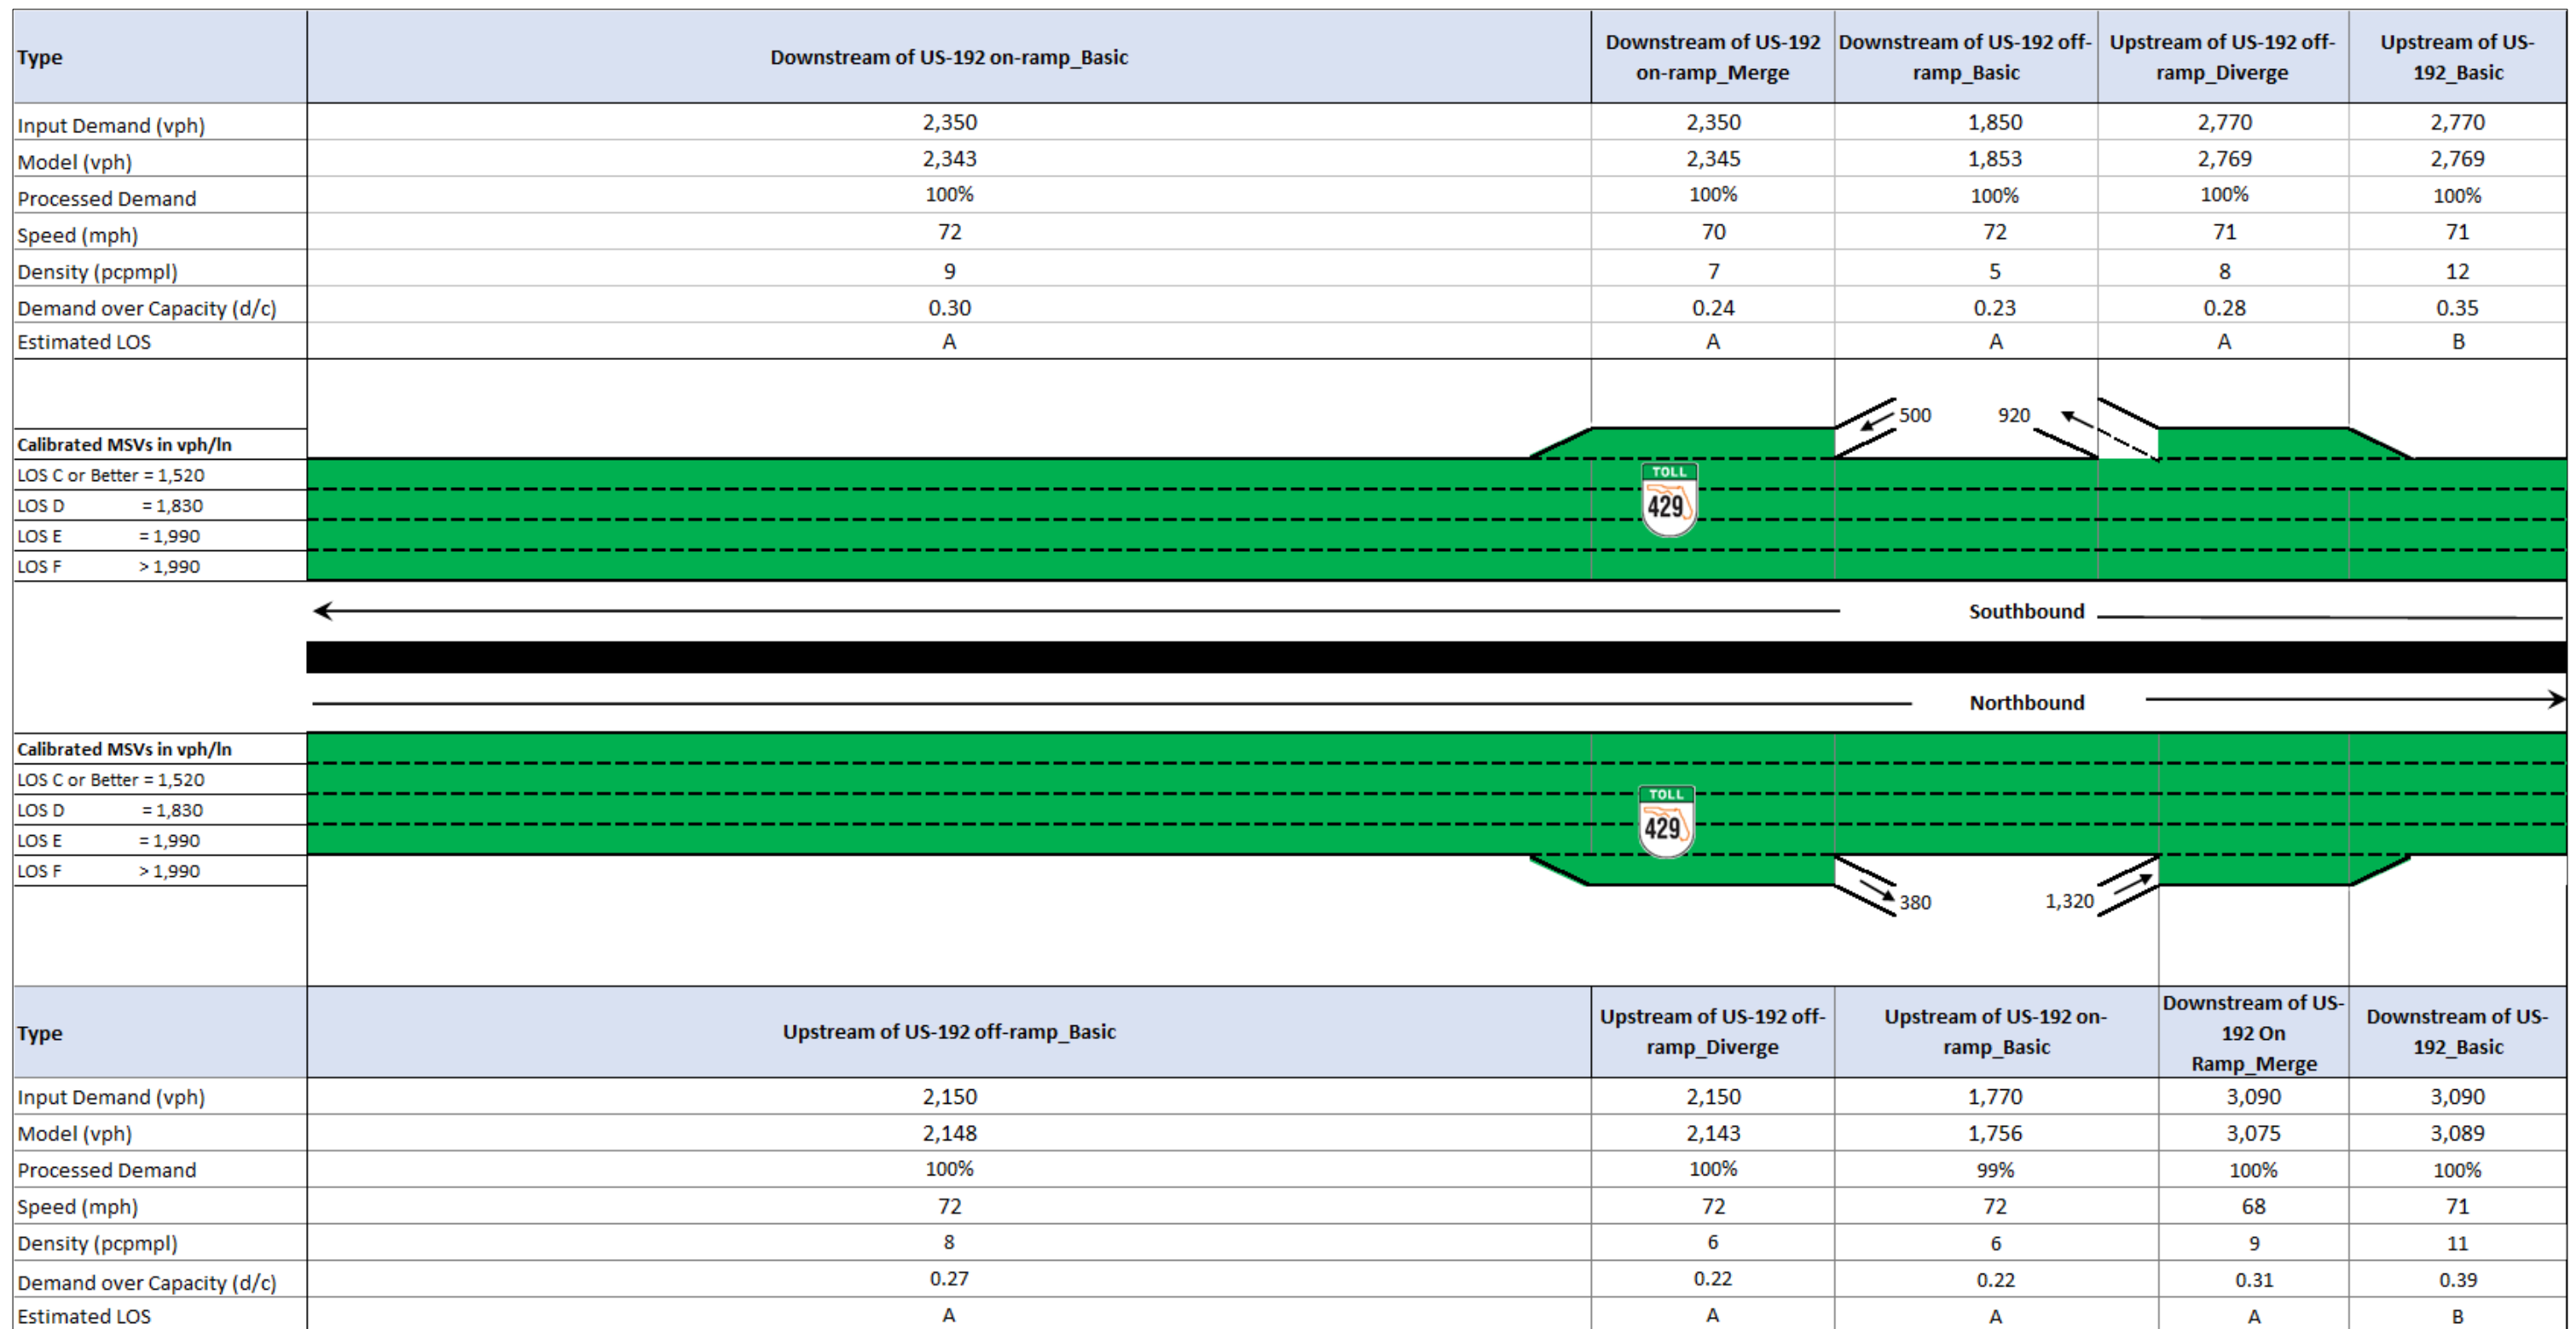 Type Downstream of US-192 on-ramp_Basic Downstream of US-192 on-ramp_Merge Downstream of US-192 off-ramp_Basic Upstream of US-192 off-ramp_Diverge Upstream of US-192_Basic
Input Demand (vph) 2,350 2,350 1,850 2,770 2,770
Model (vph) 2,343 2,345 1,853 2,769 2,769
Processed Demand 100% 100% 100% 100% 100%
Speed (mph) 72 70 72 71 71
Density (pcpmpl) 9 7 5 8 12
Demand over Capacity (d/c) 0.30 0.24 0.23 0.28 0.35
Estimated LOS A A A A B
500 920
Calibrated MSVs in vph/ln
LOS C or Better = 1,520
TOLL
LOS D = 1,830
429
LOS E = 1,990
LOS F > 1,990
Southbound
Northbound
Calibrated MSVs in vph/ln
LOS C or Better = 1,520
TOLL
LOS D = 1,830
429
LOS E = 1,990
LOS F > 1,990
380 1,320
Type Upstream of US-192 off-ramp_Basic Upstream of US-192 off-ramp_Diverge Upstream of US-192 on-ramp_Basic Downstream of US-192 On Ramp_Merge Downstream of US-192_Basic
Input Demand (vph) 2,150 2,150 1,770 3,090 3,090
Model (vph) 2,148 2,143 1,756 3,075 3,089
Processed Demand 100% 100% 99% 100% 100%
Speed (mph) 72 72 72 68 71
Density (pcpmpl) 8 6 6 9 11
Demand over Capacity (d/c) 0.27 0.22 0.22 0.31 0.39
Estimated LOS A A A A B